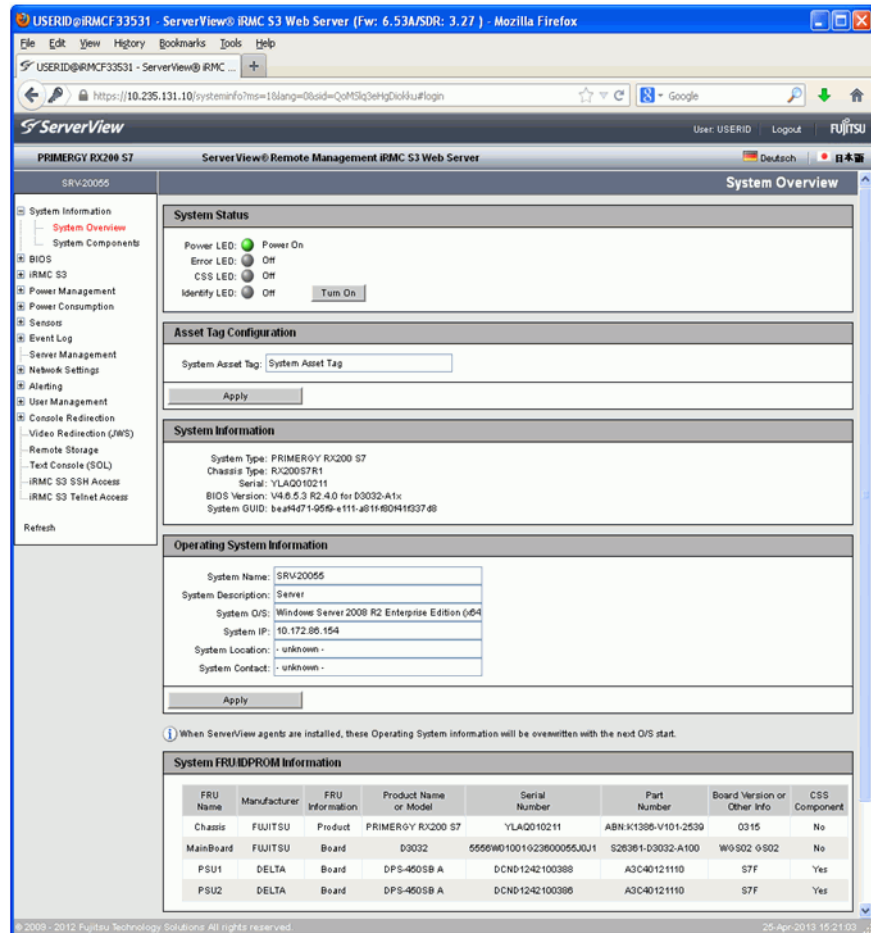 USERID@iRMCF33531 - ServerView® iRMC S3 Web Server (Fw: 6.53A/SDR: 3.27 ) - Mozilla Firefox
File Edit View History Bookmarks Tools Help
USERID@iRMCF33531 - ServerView® iRMC ...
https://10.235.131.10/systeminfo?ms=1&lang=0&sid=QoMSlq3eHgDiokku#login
Google
ServerView
User: USERID Logout FUJITSU
PRIMERGY RX200 S7 ServerView® Remote Management iRMC S3 Web Server Deutsch 日本語
SRV-20055
System Overview
System Information
System Overview
System Components
BIOS
iRMC S3
Power Management
Power Consumption
Sensors
Event Log
Server Management
Network Settings
Alerting
User Management
Console Redirection
Video Redirection (JWS)
Remote Storage
Text Console (SOL)
iRMC S3 SSH Access
iRMC S3 Telnet Access
Refresh
System Status
Power LED: Power On
Error LED: Off
CSS LED: Off
Identify LED: Off Turn On
Asset Tag Configuration
System Asset Tag: System Asset Tag
Apply
System Information
System Type: PRIMERGY RX200 S7
Chassis Type: RX200S7R1
Serial: YLAQ010211
BIOS Version: V4.6.5.3 R2.4.0 for D3032-A1x
System GUID: beaf4d71-95f9-e111-a81f-f80f41f337d8
Operating System Information
System Name: SRV-20055
System Description: Server
System O/S: Windows Server 2008 R2 Enterprise Edition (x64
System IP: 10.172.86.154
System Location: - unknown -
System Contact: - unknown -
Apply
When ServerView agents are installed, these Operating System information will be overwritten with the next O/S start.
System FRU/IDPROM Information
FRU Name Manufacturer FRU Information Product Name or Model Serial Number Part Number Board Version or Other Info CSS Component
Chassis FUJITSU Product PRIMERGY RX200 S7 YLAQ010211 ABN:K1386-V101-2539 0315 No
MainBoard FUJITSU Board D3032 5556W01001G23600055J0J1 S26361-D3032-A100 WGS02 GS02 No
PSU1 DELTA Board DPS-450SB A DCND1242100388 A3C40121110 S7F Yes
PSU2 DELTA Board DPS-450SB A DCND1242100386 A3C40121110 S7F Yes
© 2009 - 2012 Fujitsu Technology Solutions All rights reserved. 25-Apr-2013 15:21:03